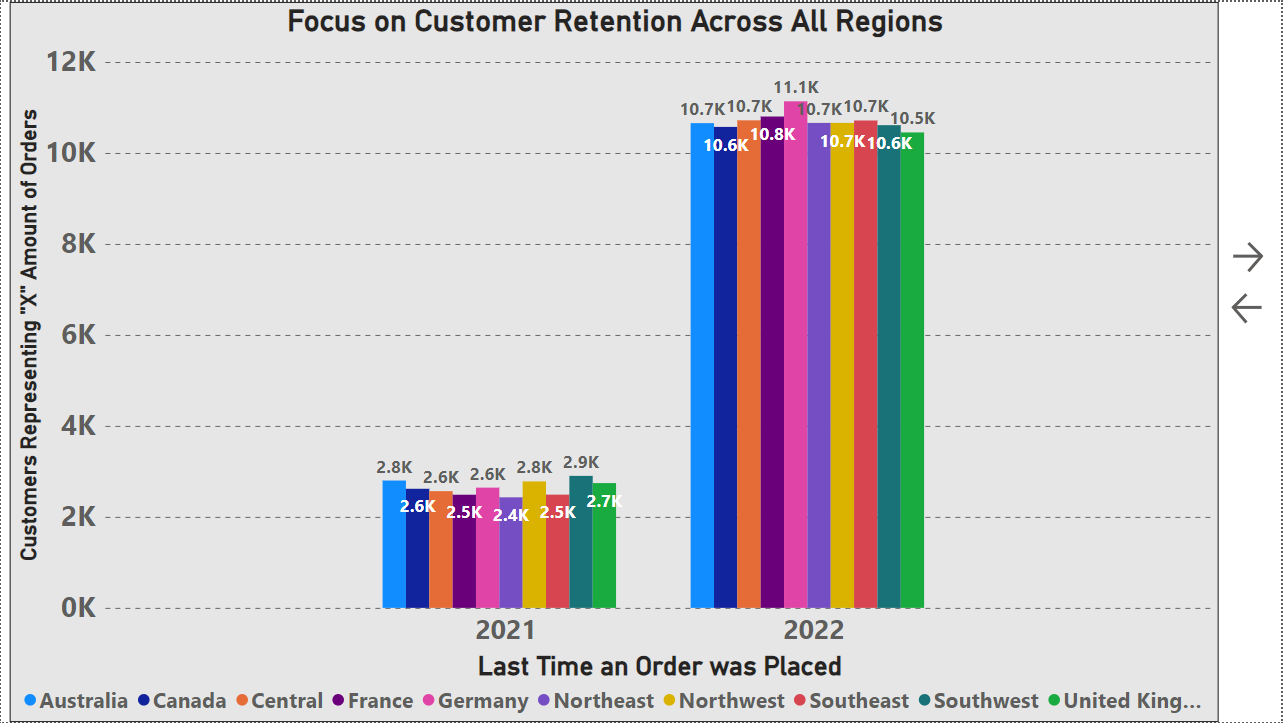 Focus on Customer Retention Across All Regions
Customers Representing "X" Amount of Orders
12K
10K
8K
6K
4K
2K
0K
2.8K
2.6K
2.6K
2.5K
2.6K
2.4K
2.8K
2.5K
2.9K
2.7K
10.7K
10.6K
10.7K
10.8K
11.1K
10.7K
10.7K
10.7K
10.6K
10.5K
2021 2022
Last Time an Order was Placed
Australia Canada Central France Germany Northeast Northwest Southeast Southwest United King...